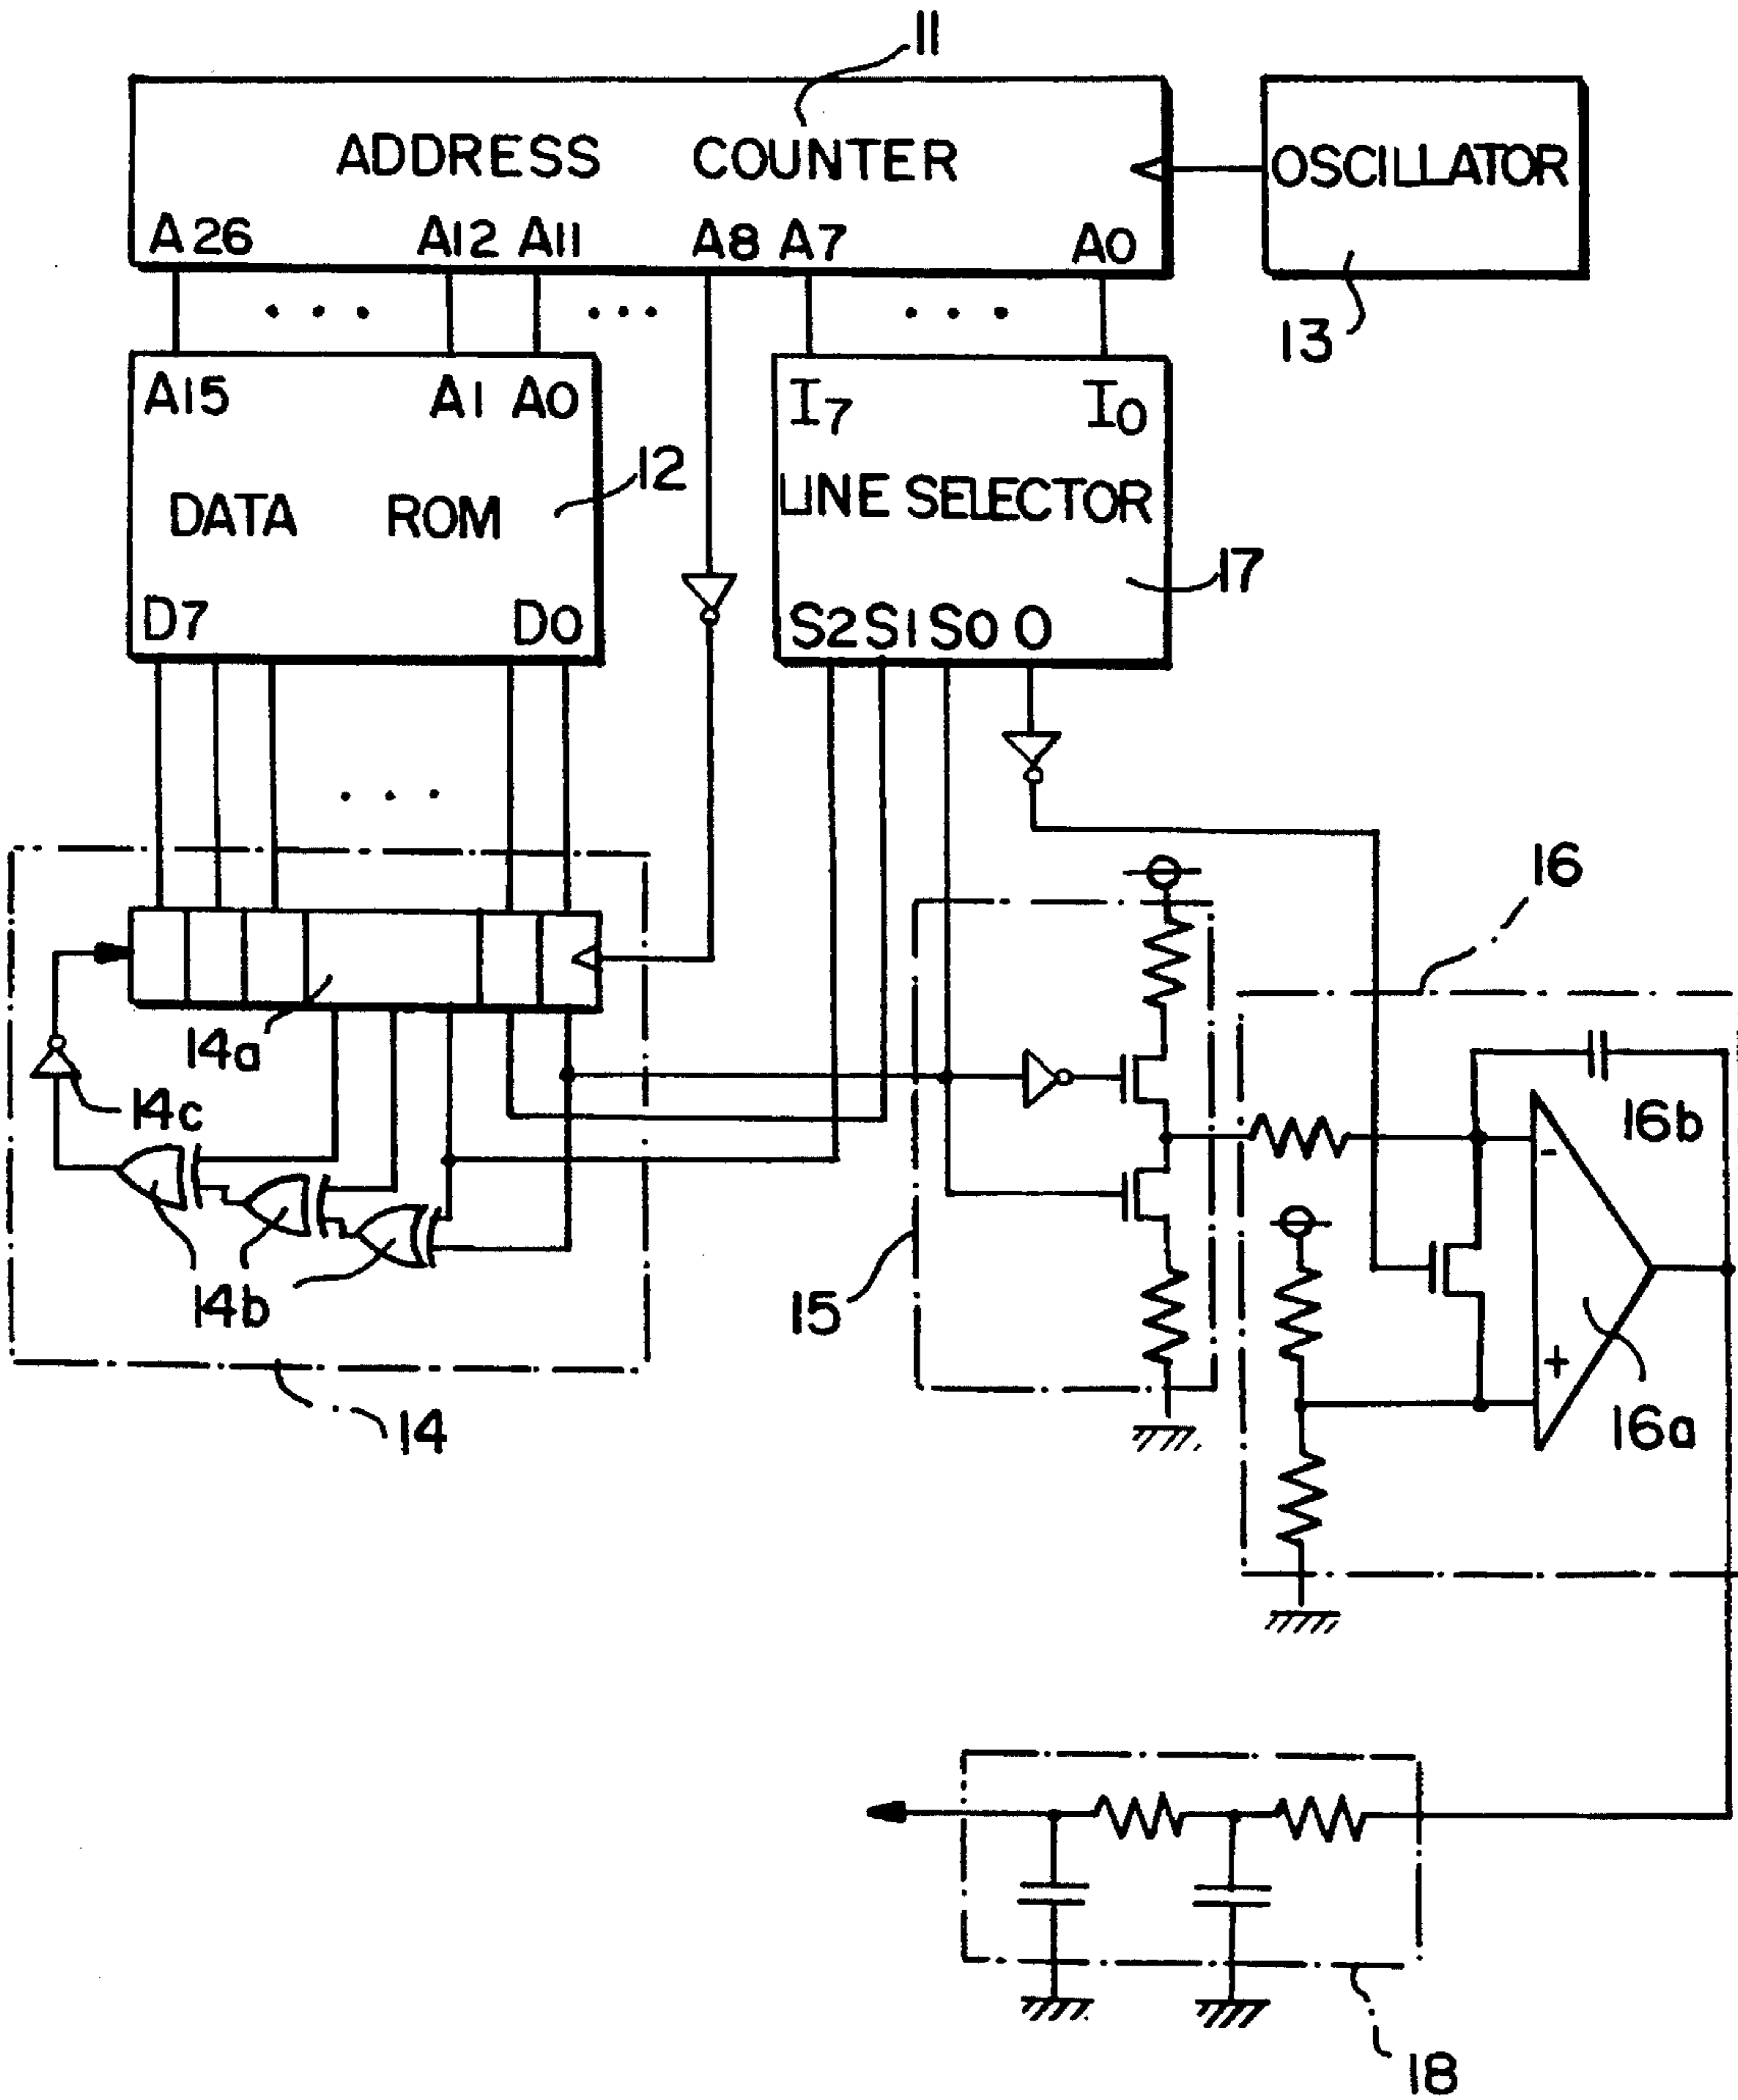 11
ADDRESS COUNTER
OSCILLATOR
A26 A12 A11 A8 A7 A0
13
A15 A1 A0
I7 I0
12
DATA ROM
LINE SELECTOR
17
D7 D0
S2 S1 S0 O
16
14a
14c
16b
-
14b
15
+
16a
14
18